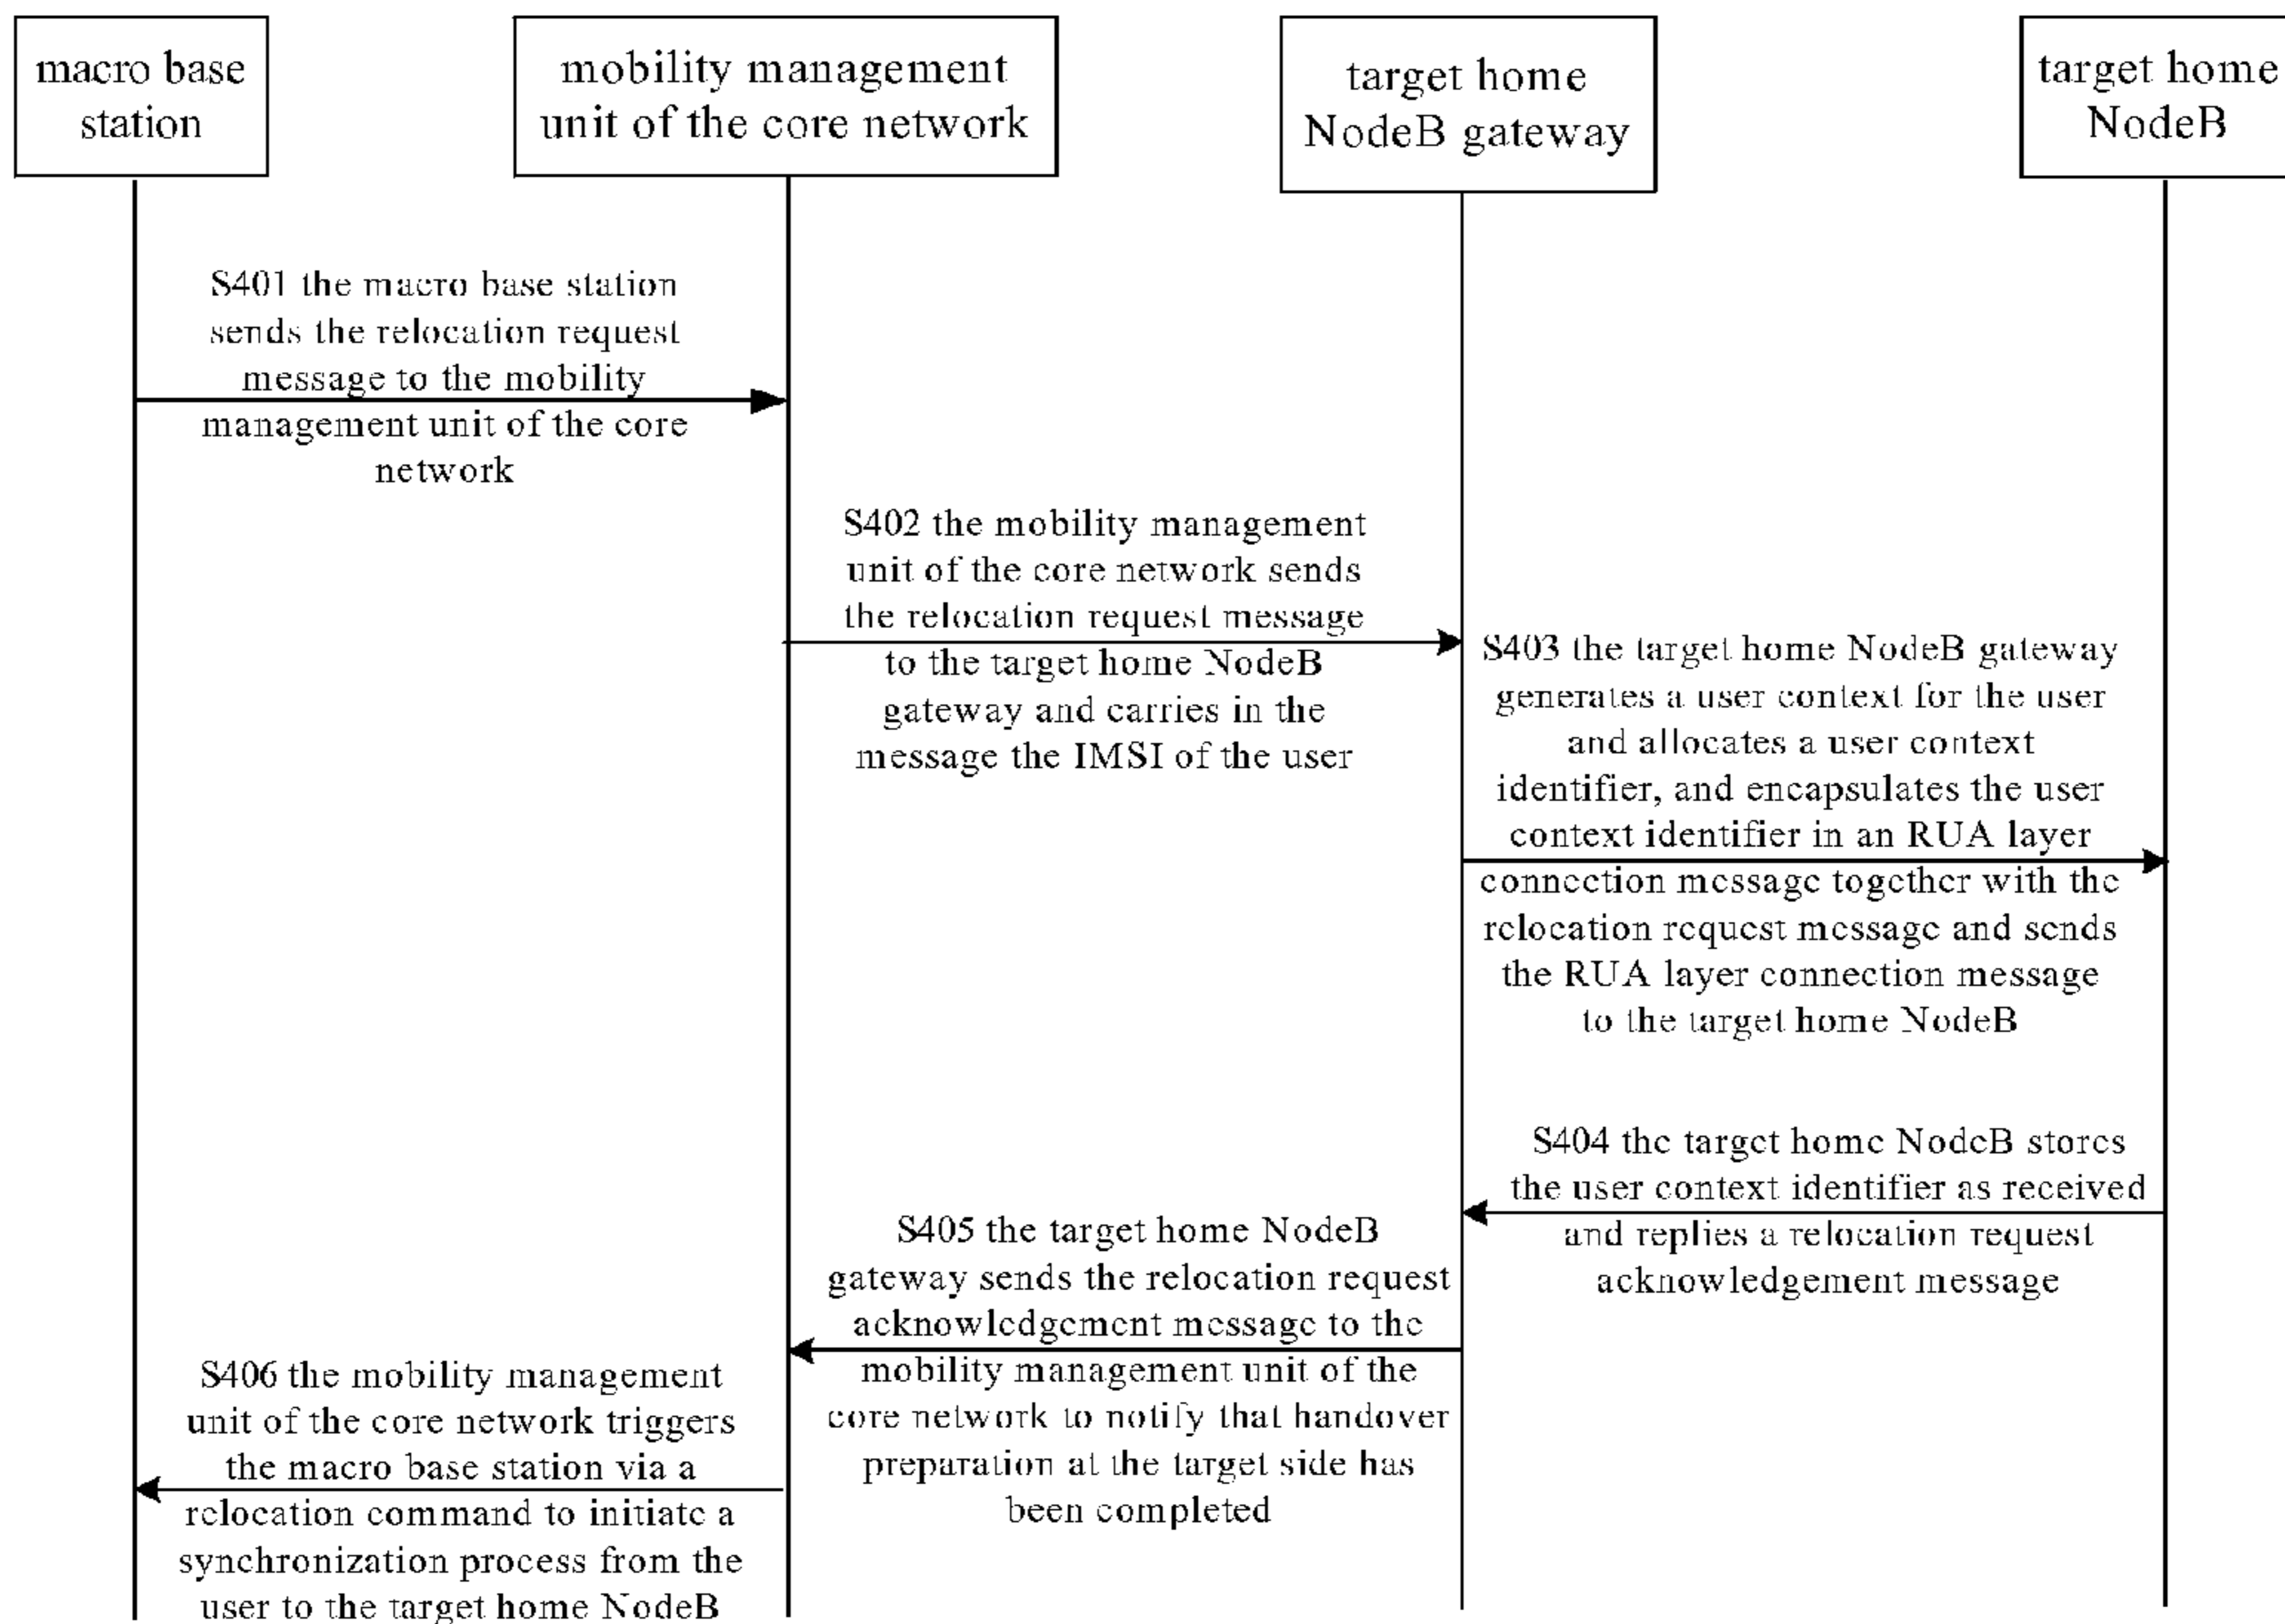 macro base
station
mobility management
unit of the core network
target home
NodeB gateway
target home
NodeB
S401 the macro base station
sends the relocation request
message to the mobility
management unit of the core
network
S402 the mobility management
unit of the core network sends
the relocation request message
to the target home NodeB
gateway and carries in the
message the IMSI of the user
S403 the target home NodeB gateway
generates a user context for the user
and allocates a user context
identifier, and encapsulates the user
context identifier in an RUA layer
connection message together with the
relocation request message and sends
the RUA layer connection message
to the target home NodeB
S404 the target home NodeB stores
the user context identifier as received
and replies a relocation request
acknowledgement message
S405 the target home NodeB
gateway sends the relocation request
acknowledgement message to the
mobility management unit of the
core network to notify that handover
preparation at the target side has
been completed
S406 the mobility management
unit of the core network triggers
the macro base station via a
relocation command to initiate a
synchronization process from the
user to the target home NodeB